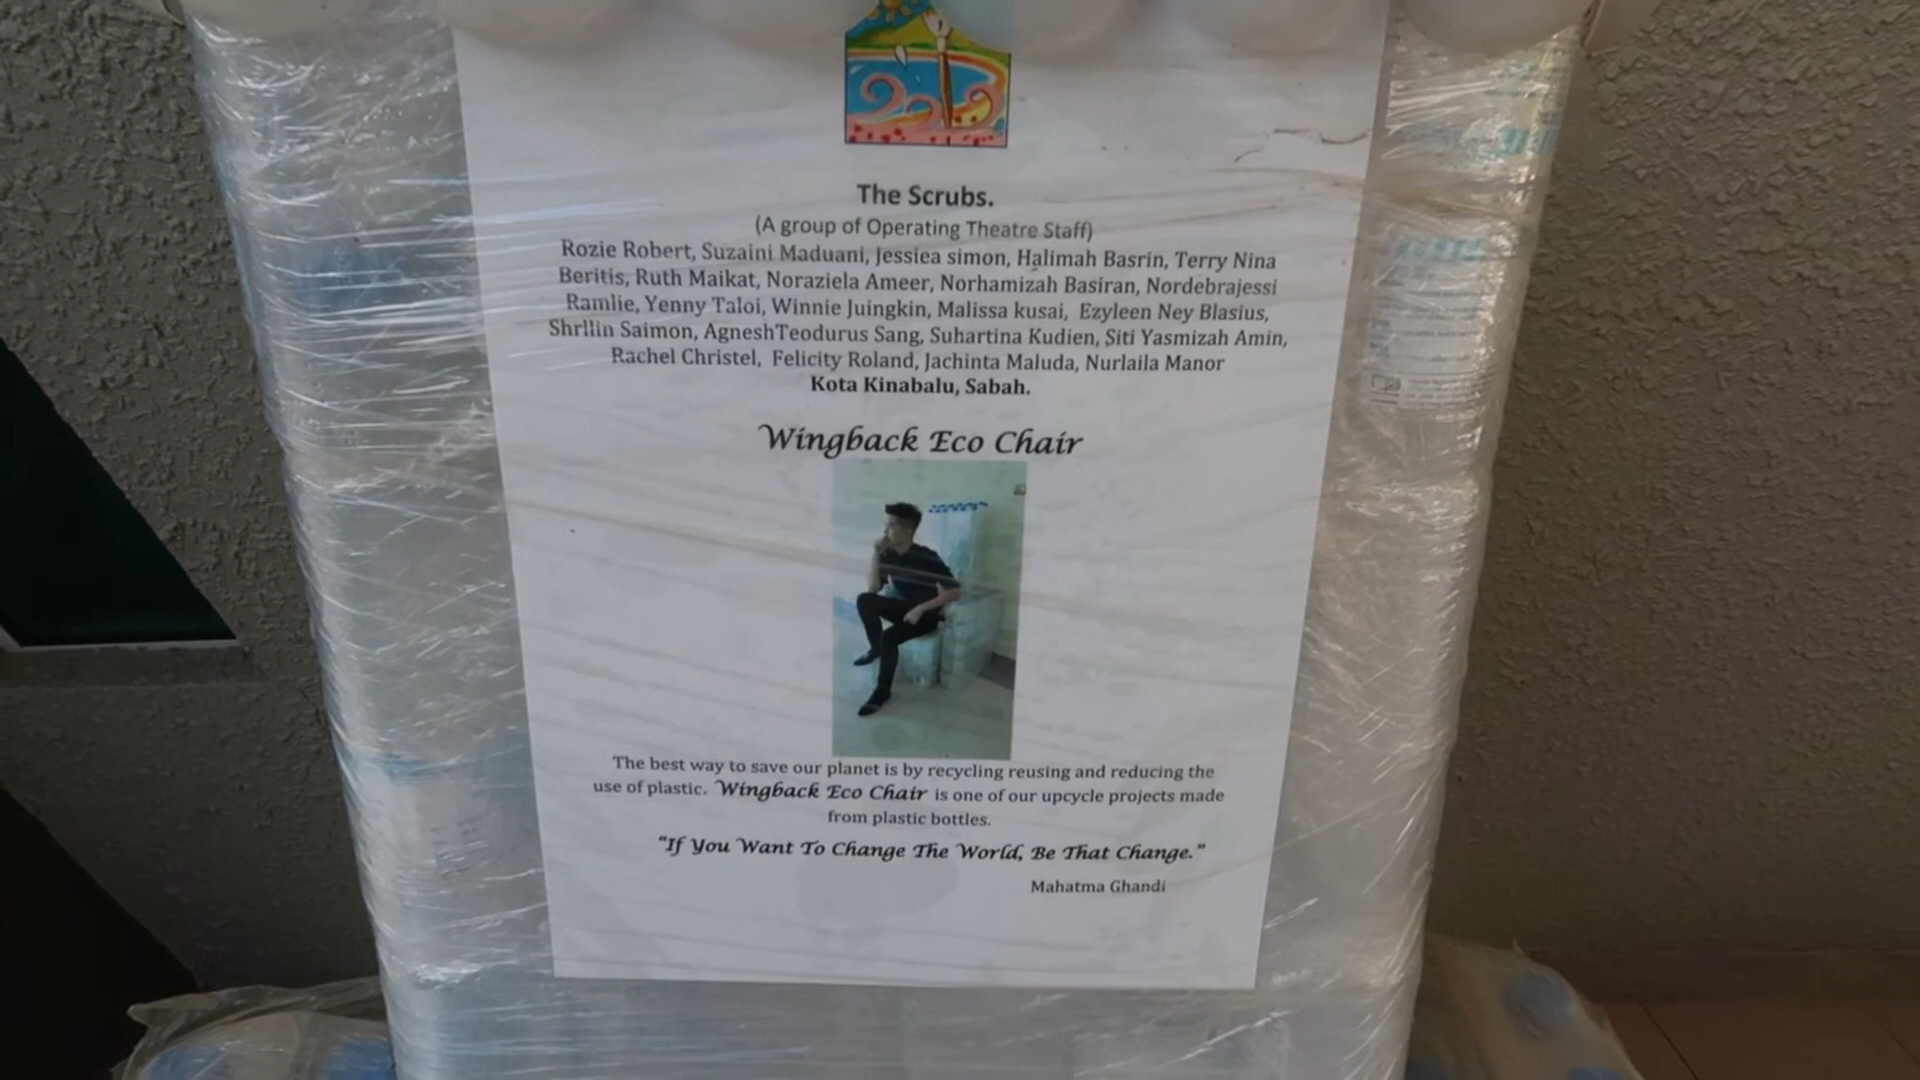 The Scrubs.
(A group of Operating Theatre Staff)
Rozie Robert, Suzaini Maduani, Jessiea simon, Halimah Basrin, Terry Nina
Beritis, Ruth Maikat, Noraziela Ameer, Norhamizah Basiran, Nordebrajessi
Ramlie, Yenny Taloi, Winnie Juingkin, Malissa kusai, Ezyleen Ney Blasius,
Shrllin Saimon, AgneshTeodurus Sang, Suhartina Kudien, Siti Yasmizah Amin,
Rachel Christel, Felicity Roland, Jachinta Maluda, Nurlaila Manor
Kota Kinabalu, Sabah.
Wingback Eco Chair
The best way to save our planet is by recycling reusing and reducing the
use of plastic. Wingback Eco Chair is one of our upcycle projects made
from plastic bottles.
"If You Want To Change The World, Be That Change."
Mahatma Ghandi